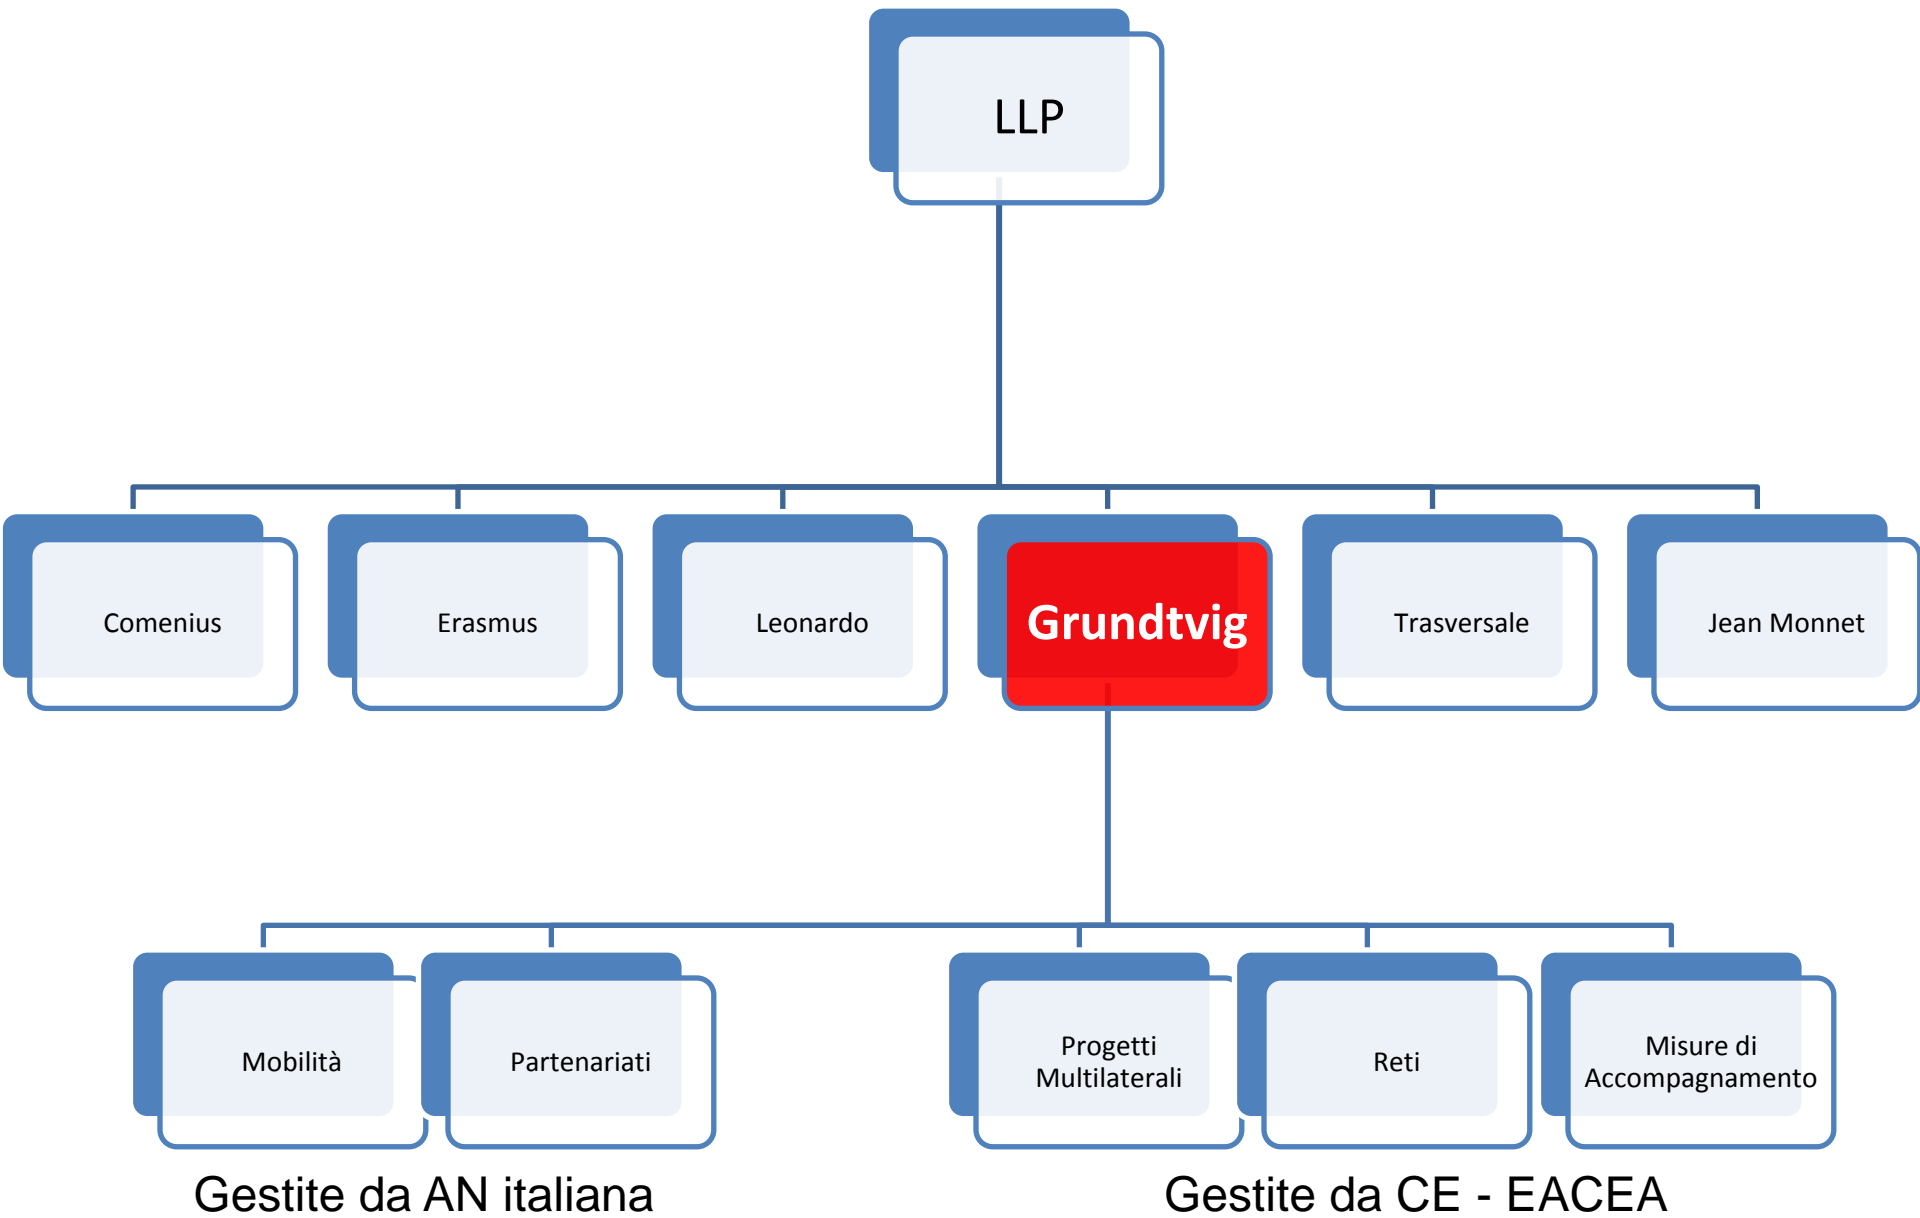 LLP
Comenius
Erasmus
Leonardo
Grundtvig
Trasversale
Jean Monnet
Mobilità
Partenariati
Progetti
Multilaterali
Reti
Misure di
Accompagnamento
Gestite da AN italiana
Gestite da CE - EACEA